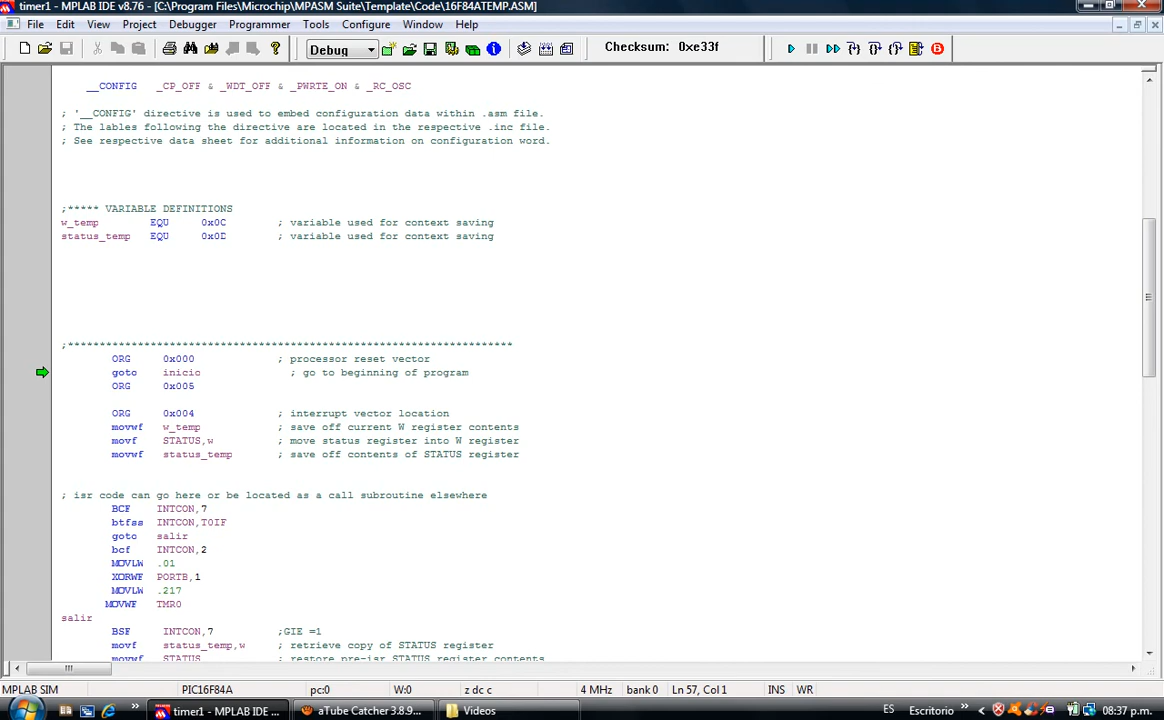 timer1 - MPLAB IDE v8.76 - [C:\Program Files\Microchip\MPASM Suite\Template\Code\16F84ATEMP.ASM]
File Edit View Project Debugger Programmer Tools Configure Window Help
Debug Checksum: 0xe33f
__CONFIG _CP_OFF & _WDT_OFF & _PWRTE_ON & _RC_OSC
; '__CONFIG' directive is used to embed configuration data within .asm file.
; The lables following the directive are located in the respective .inc file.
; See respective data sheet for additional information on configuration word.
;***** VARIABLE DEFINITIONS
w_temp EQU 0x0C ; variable used for context saving
status_temp EQU 0x0D ; variable used for context saving
;**********************************************************************
ORG 0x000 ; processor reset vector
goto inicio ; go to beginning of program
ORG 0x005
ORG 0x004 ; interrupt vector location
movwf w_temp ; save off current W register contents
movf STATUS,w ; move status register into W register
movwf status_temp ; save off contents of STATUS register
; isr code can go here or be located as a call subroutine elsewhere
BCF INTCON,7
btfss INTCON,T0IF
goto salir
bcf INTCON,2
MOVLW .01
XORWF PORTB,1
MOVLW .217
MOVWF TMR0
salir
BSF INTCON,7 ;GIE =1
movf status_temp,w ; retrieve copy of STATUS register
movwf STATUS ; restore pre-isr STATUS register contents
MPLAB SIM PIC16F84A pc:0 W:0 z dc c 4 MHz bank 0 Ln 57, Col 1 INS WR
timer1 - MPLAB IDE ... aTube Catcher 3.8.9... Videos ES Escritorio 08:37 p.m.